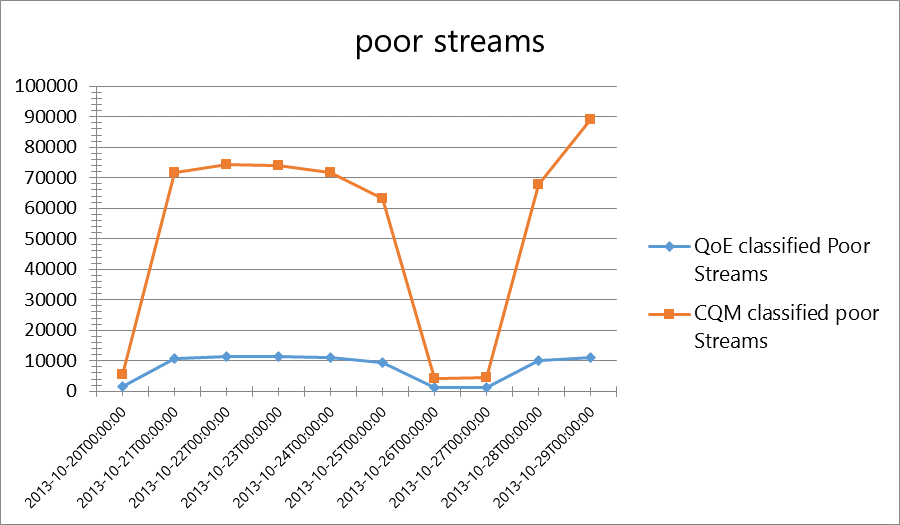 poor streams
100000
90000
80000
70000
60000
50000
40000
30000
20000
10000
0
2013-10-20T00:00:00
2013-10-21T00:00:00
2013-10-22T00:00:00
2013-10-23T00:00:00
2013-10-24T00:00:00
2013-10-25T00:00:00
2013-10-26T00:00:00
2013-10-27T00:00:00
2013-10-28T00:00:00
2013-10-29T00:00:00
QoE classified Poor
Streams
CQM classified poor
Streams